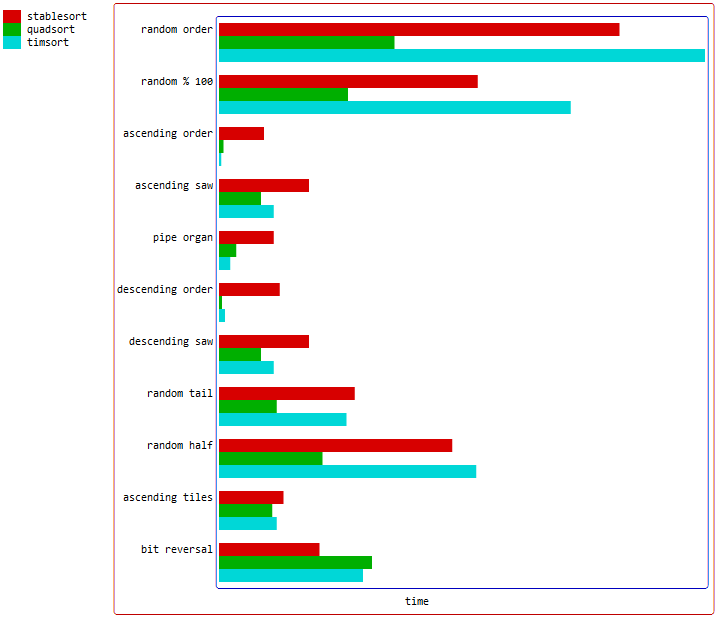 stablesort
quadsort
timsort
random order
random % 100
ascending order
ascending saw
pipe organ
descending order
descending saw
random tail
random half
ascending tiles
bit reversal
time